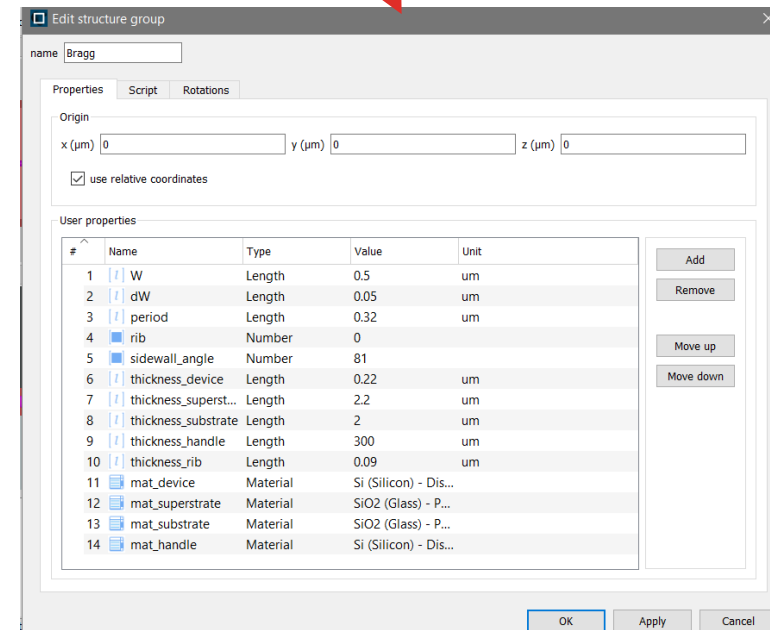 Edit structure group
name Bragg
Properties Script Rotations
Origin
x (μm) 0 y (μm) 0 z (μm) 0
use relative coordinates
User properties
# Name Type Value Unit
1 W Length 0.5 um
2 dW Length 0.05 um
3 period Length 0.32 um
4 rib Number 0
5 sidewall_angle Number 81
6 thickness_device Length 0.22 um
7 thickness_superst... Length 2.2 um
8 thickness_substrate Length 2 um
9 thickness_handle Length 300 um
10 thickness_rib Length 0.09 um
11 mat_device Material Si (Silicon) - Dis...
12 mat_superstrate Material SiO2 (Glass) - P...
13 mat_substrate Material SiO2 (Glass) - P...
14 mat_handle Material Si (Silicon) - Dis...
Add
Remove
Move up
Move down
OK Apply Cancel